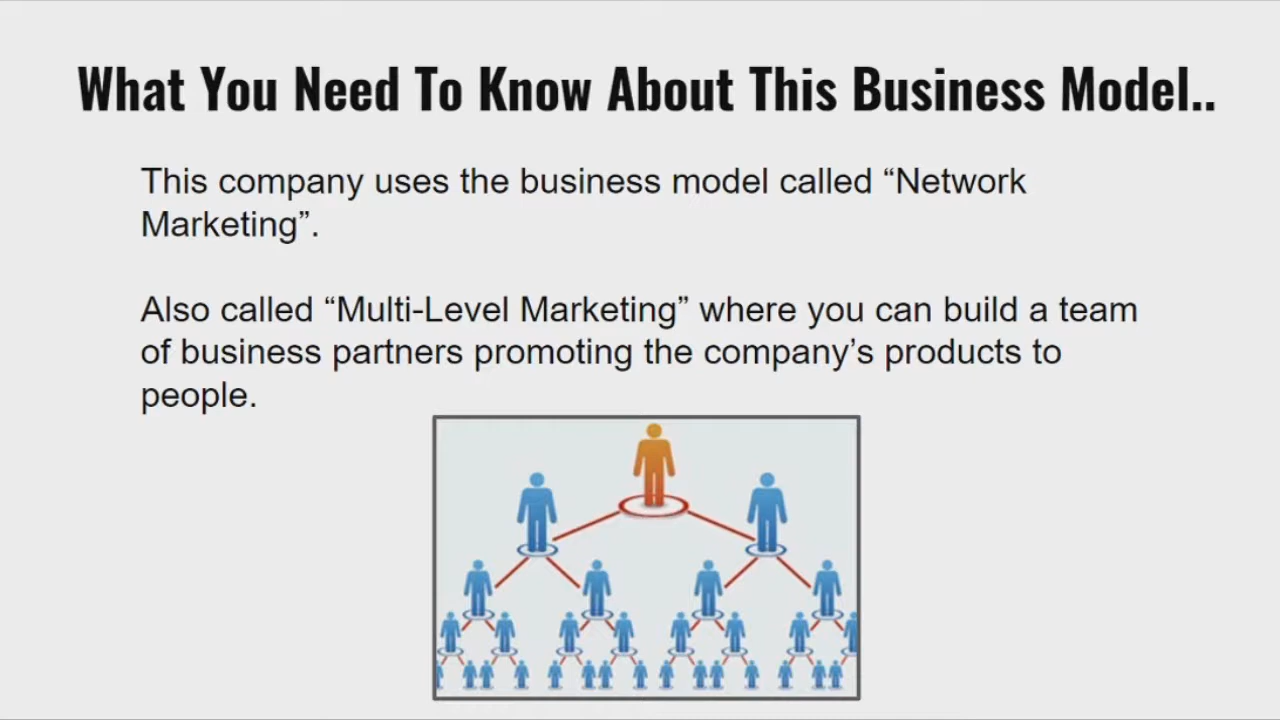 What You Need To Know About This Business Model..
This company uses the business model called “Network
Marketing”.
Also called “Multi-Level Marketing” where you can build a team
of business partners promoting the company’s products to
people.